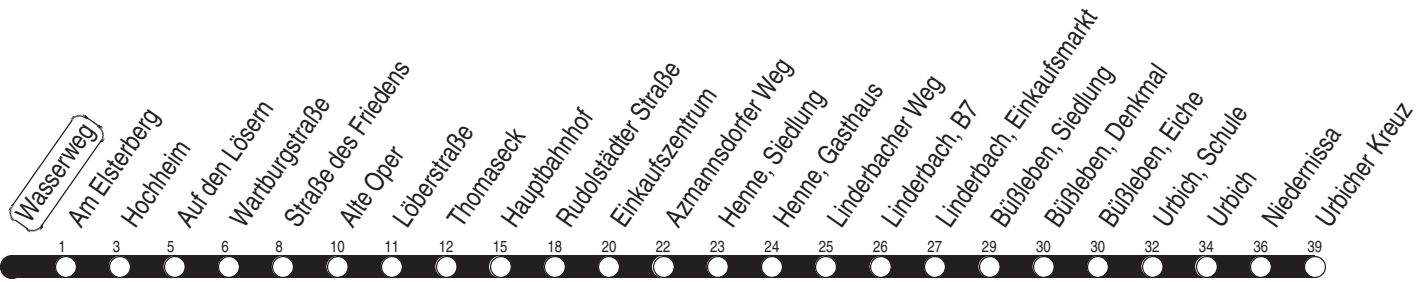 Wasserweg
Am Elsterberg
Hochheim
Auf den Lösern
Wartburgstraße
Straße des Friedens
Alte Oper
Löberstraße
Thomaseck
Hauptbahnhof
Rudolstädter Straße
Einkaufszentrum
Azmannsdorfer Weg
Henne, Siedlung
Henne, Gasthaus
Linderbacher Weg
Linderbach, B7
Linderbach, Einkaufsmarkt
Büßleben, Siedlung
Büßleben, Denkmal
Büßleben, Eiche
Urbich, Schule
Urbich
Niedernissa
Urbicher Kreuz
1 3 5 6 8 10 11 12 15 18 20 22 23 24 25 26 27 29 30 30 32 34 36 39